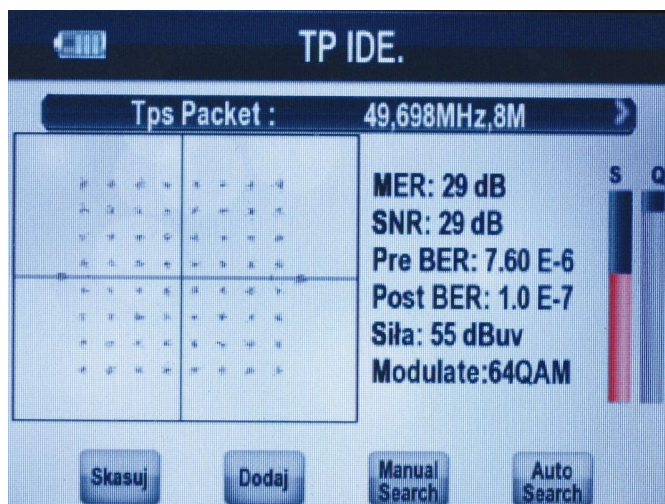 TP IDE.
Tps Packet : 49,698MHz,8M
MER: 29 dB
S Q
SNR: 29 dB
Pre BER: 7.60 E-6
Post BER: 1.0 E-7
Siła: 55 dBuv
Modulate:64QAM
Skasuj Dodaj Manual Search Auto Search